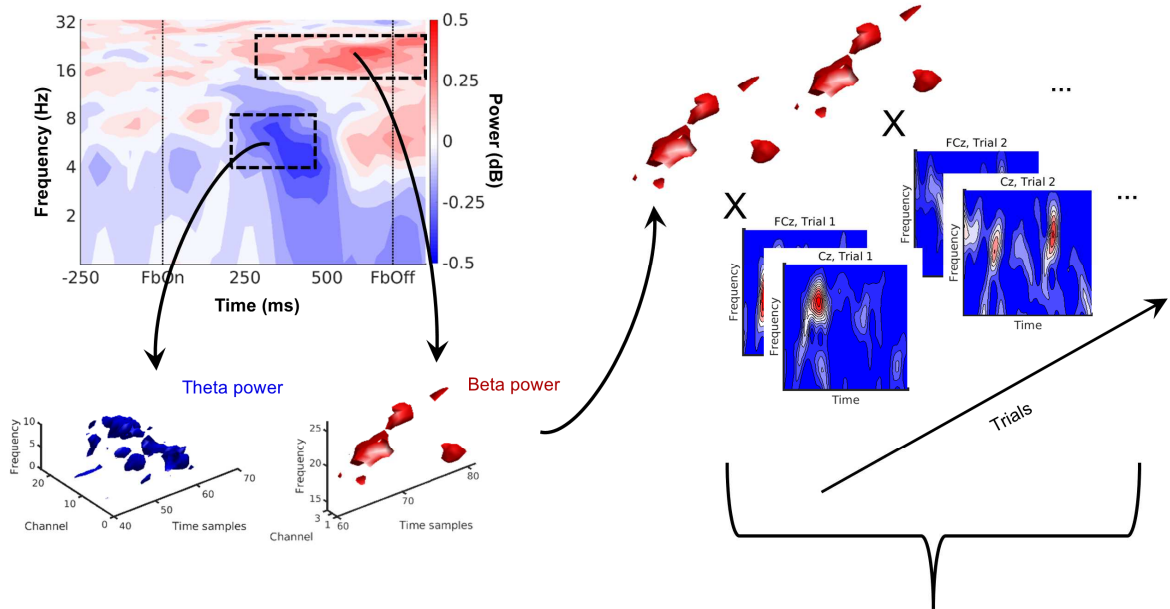 32
16
8
4
2
Frequency (Hz)
-250
FbOn
250
500
FbOff
Time (ms)
0.5
0.25
0
-0.25
-0.5
Power (dB)
Theta power
Beta power
10
5
0
Frequency
20
10
0
Channel
40
50
60
70
Time samples
25
20
15
Frequency
3
1
Channel
60
70
80
Time samples
X
X
...
...
FCz, Trial 1
Frequency
Cz, Trial 1
Frequency
Time
FCz, Trial 2
Frequency
Cz, Trial 2
Frequency
Time
Trials